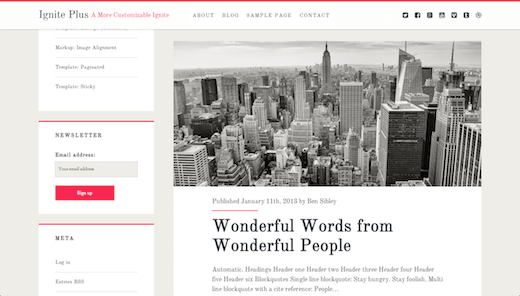 Ignite Plus A More Customizable Ignite
ABOUT BLOG SAMPLE PAGE CONTACT
Markup: Image Alignment
Template: Paginated
Template: Sticky
NEWSLETTER
Email address:
Your email address
Sign up
META
Log in
Entries RSS
Published January 11th, 2013 by Ben Sibley
Wonderful Words from
Wonderful People
Automatic. Headings Header one Header two Header three Header four Header
five Header six Blockquotes Single line blockquote: Stay hungry. Stay foolish. Multi
line blockquote with a cite reference: People…